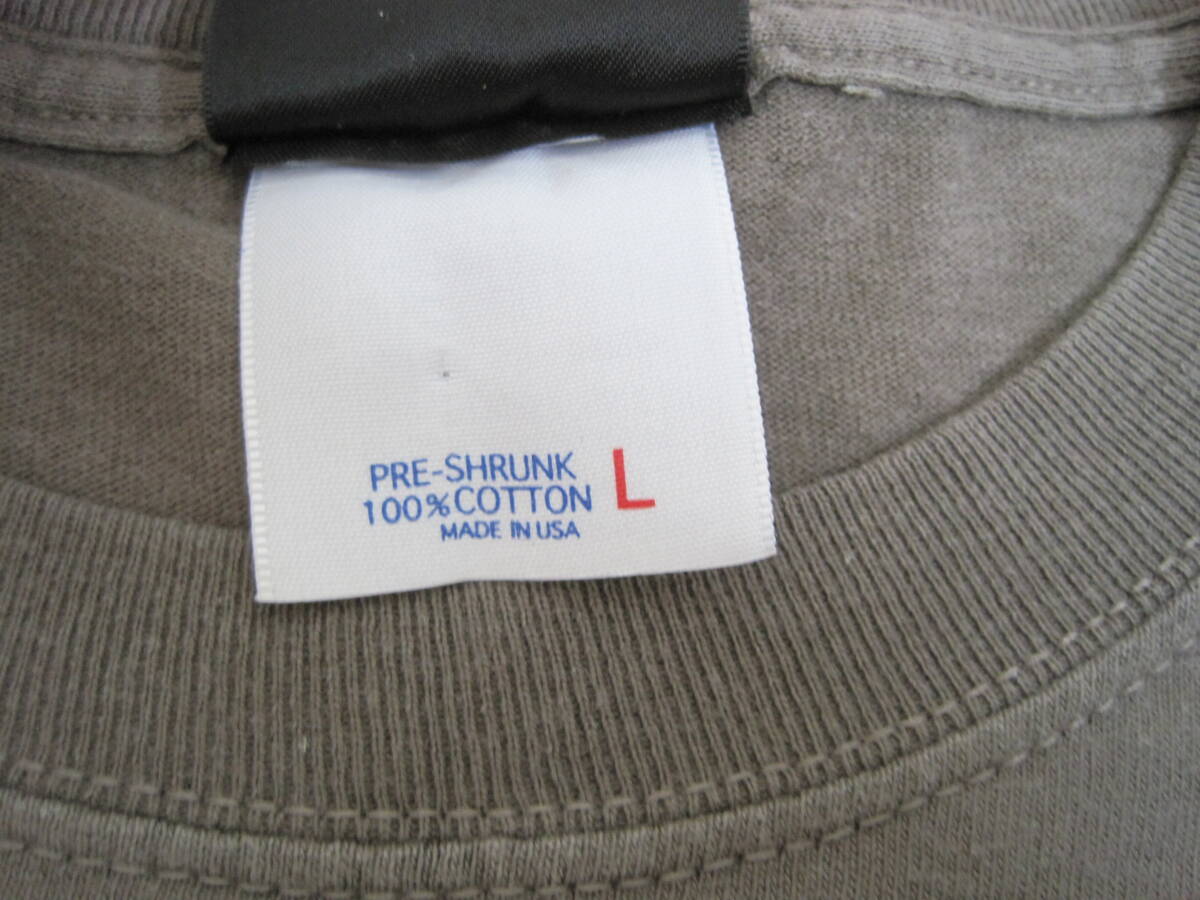 PRE-SHRUNK L
100% COTTON
MADE IN USA